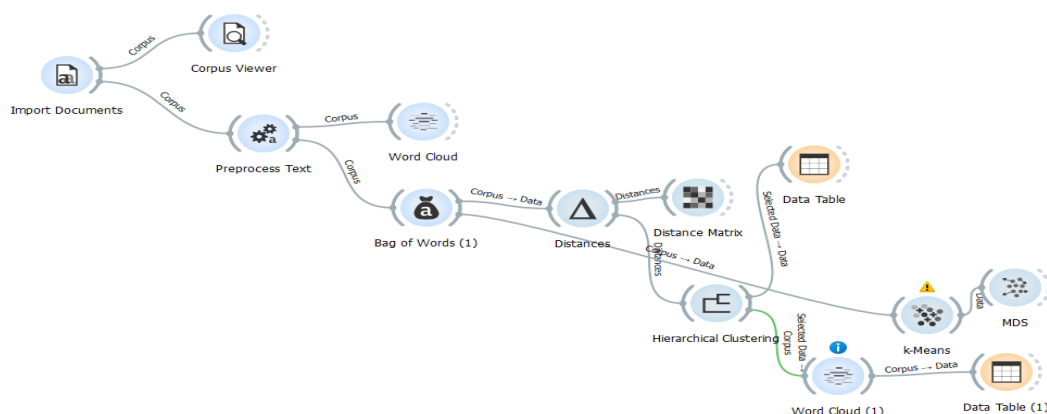 Corpus
Corpus Viewer
Import Documents
Corpus
Corpus
Word Cloud
Preprocess Text
Corpus
Corpus → Data
Bag of Words (1)
Distances
Distances
Distance Matrix
Distances
Data Table
Selected Data → Data
Corpus → Data
Hierarchical Clustering
Selected Data →
Corpus
k-Means
Data
MDS
Word Cloud (1)
Corpus → Data
Data Table (1)